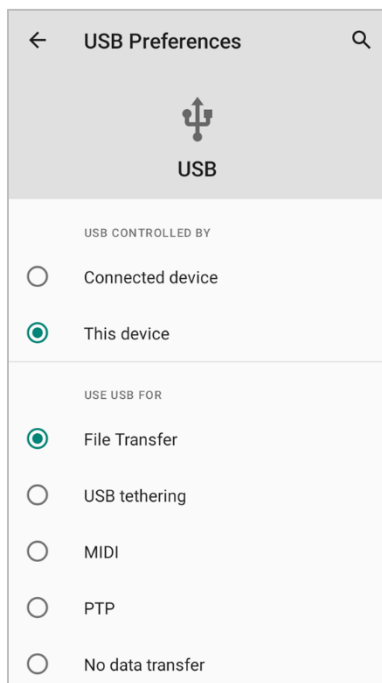 USB Preferences
USB
USB CONTROLLED BY
Connected device
This device
USE USB FOR
File Transfer
USB tethering
MIDI
PTP
No data transfer